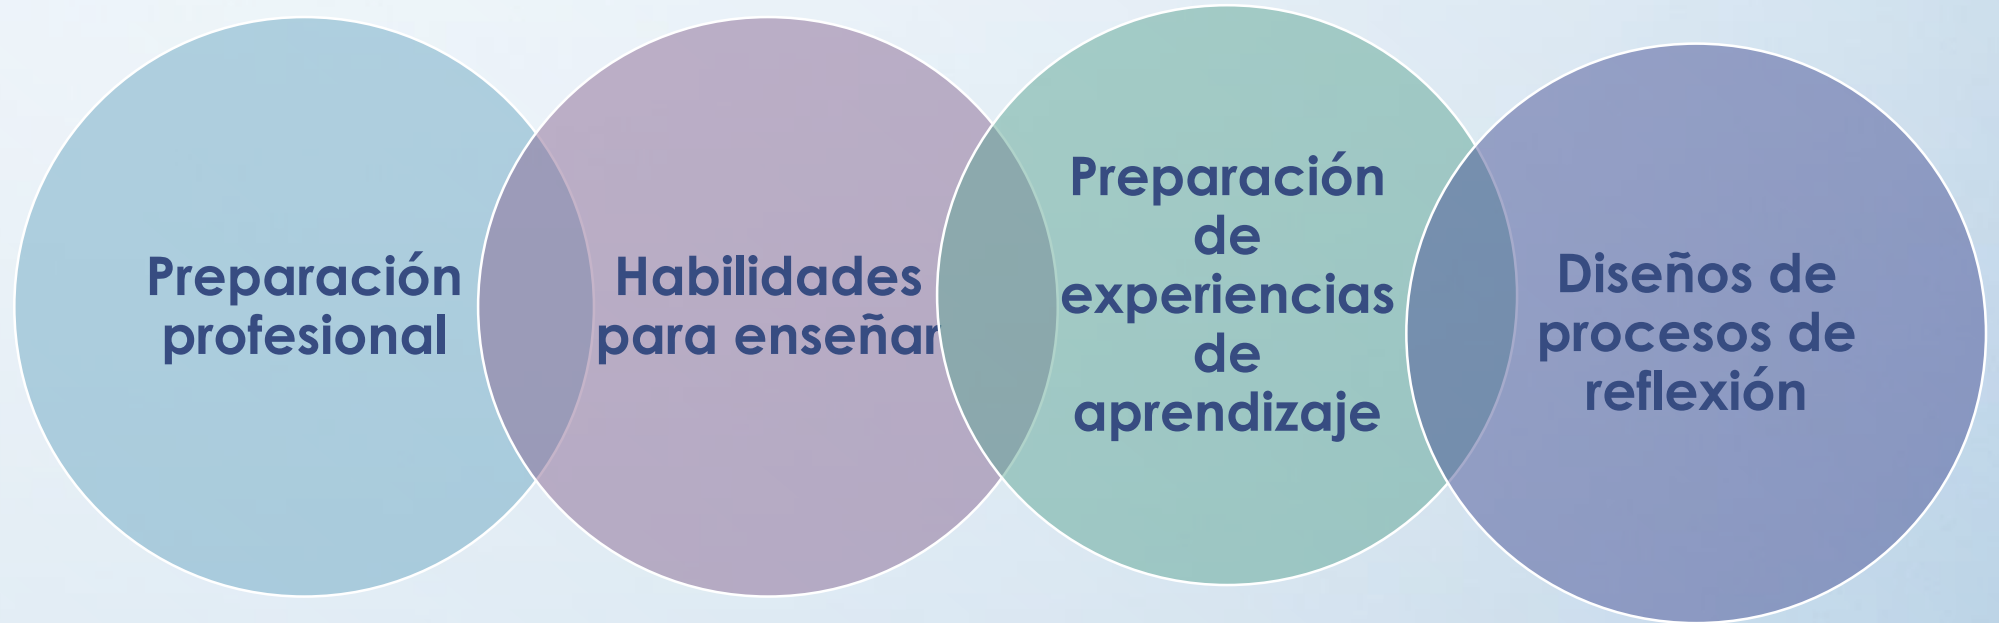 Preparación
profesional
Habilidades
para enseñar
Preparación
de
experiencias
de
aprendizaje
Diseños de
procesos de
reflexión